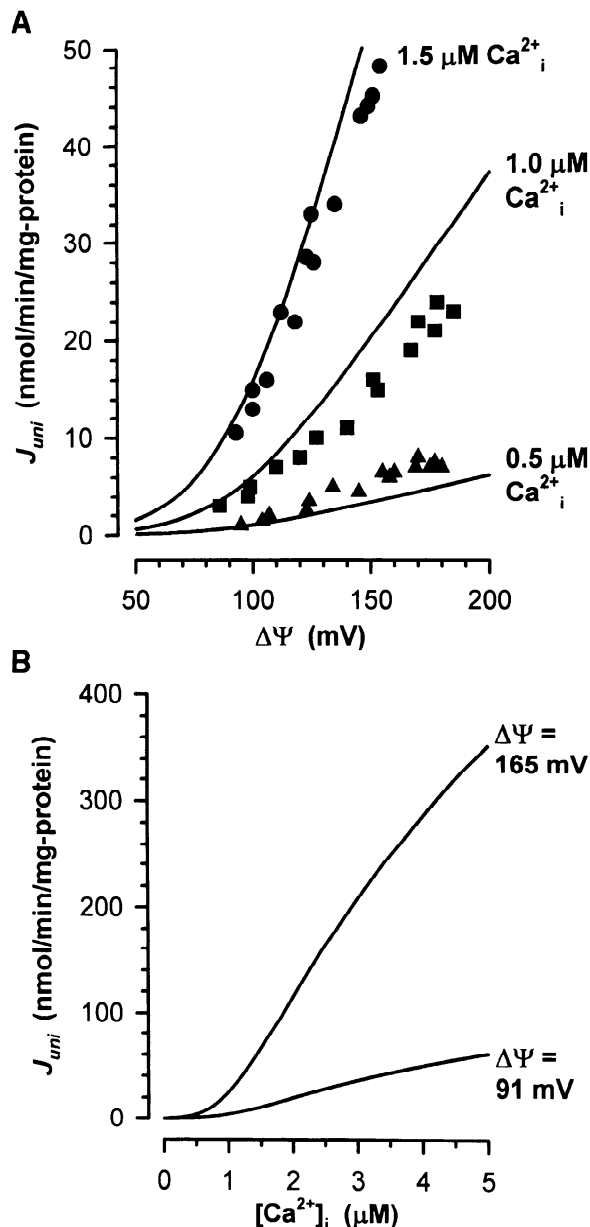 A
50
40
30
20
10
0
J_uni (nmol/min/mg-protein)
1.5 μM Ca²⁺ᵢ
1.0 μM
Ca²⁺ᵢ
0.5 μM
Ca²⁺ᵢ
50 100 150 200
ΔΨ (mV)
B
400
300
200
100
0
J_uni (nmol/min/mg-protein)
ΔΨ =
165 mV
ΔΨ =
91 mV
0 1 2 3 4 5
[Ca²⁺]ᵢ (μM)